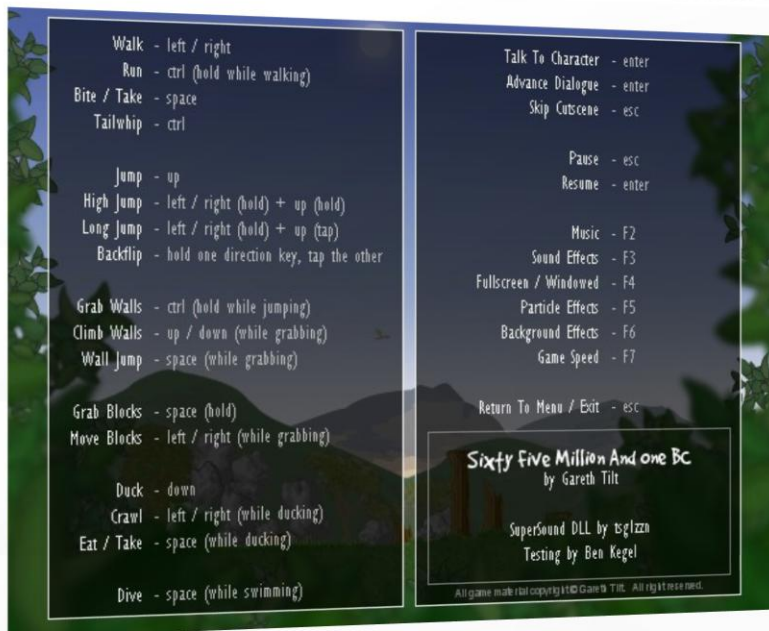 Walk - left / right
Run - ctrl (hold while walking)
Bite / Take - space
Tailwhip - ctrl
Jump - up
High Jump - left / right (hold) + up (hold)
Long Jump - left / right (hold) + up (tap)
Backflip - hold one direction key, tap the other
Grab Walls - ctrl (hold while jumping)
Climb Walls - up / down (while grabbing)
Wall Jump - space (while grabbing)
Grab Blocks - space (hold)
Move Blocks - left / right (while grabbing)
Duck - down
Crawl - left / right (while ducking)
Eat / Take - space (while ducking)
Dive - space (while swimming)
Talk To Character - enter
Advance Dialogue - enter
Skip Cutscene - esc
Pause - esc
Resume - enter
Music - F2
Sound Effects - F3
Fullscreen / Windowed - F4
Particle Effects - F5
Background Effects - F6
Game Speed - F7
Return To Menu / Exit - esc
Sixty Five Million And One BC
by Gareth Tilt
SuperSound DLL by tsglzzn
Testing by Ben Kegel
All game material copyright © Gareth Tilt. All right reserved.